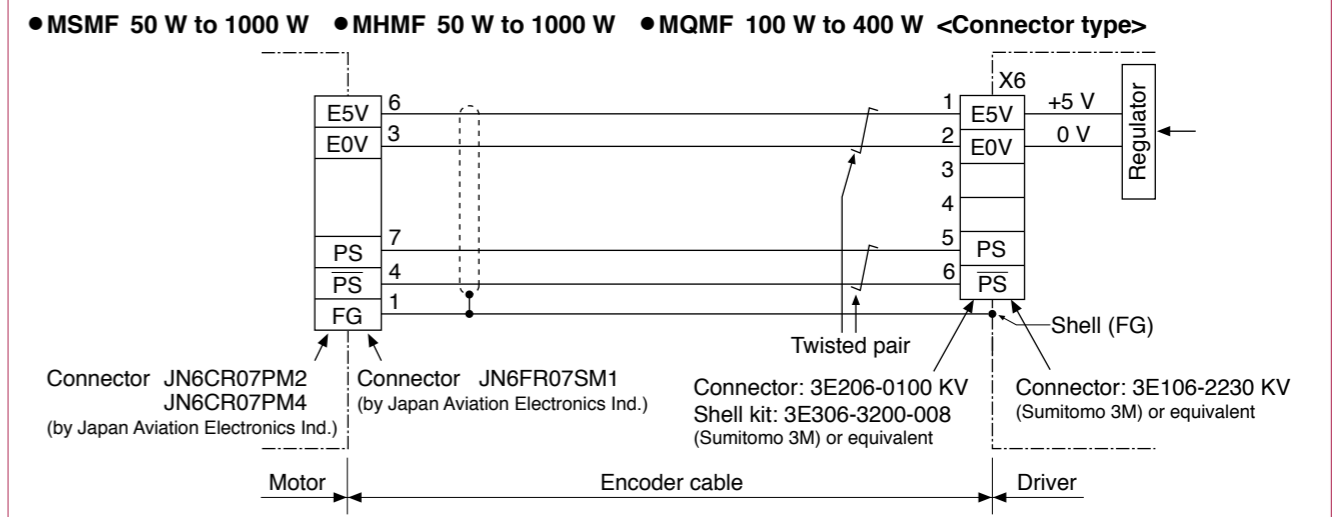 ●MSMF 50 W to 1000 W ●MHMF 50 W to 1000 W ●MQMF 100 W to 400 W <Connector type>
X6
E5V 6 1 E5V +5 V
E0V 3 2 E0V 0 V
Regulator
3
4
PS 7 5 PS
P̅S̅ 4 6 P̅S̅
FG 1
Shell (FG)
Twisted pair
Connector JN6CR07PM2
JN6CR07PM4
(by Japan Aviation Electronics Ind.)
Connector JN6FR07SM1
(by Japan Aviation Electronics Ind.)
Connector: 3E206-0100 KV
Shell kit: 3E306-3200-008
(Sumitomo 3M) or equivalent
Connector: 3E106-2230 KV
(Sumitomo 3M) or equivalent
Motor Encoder cable Driver